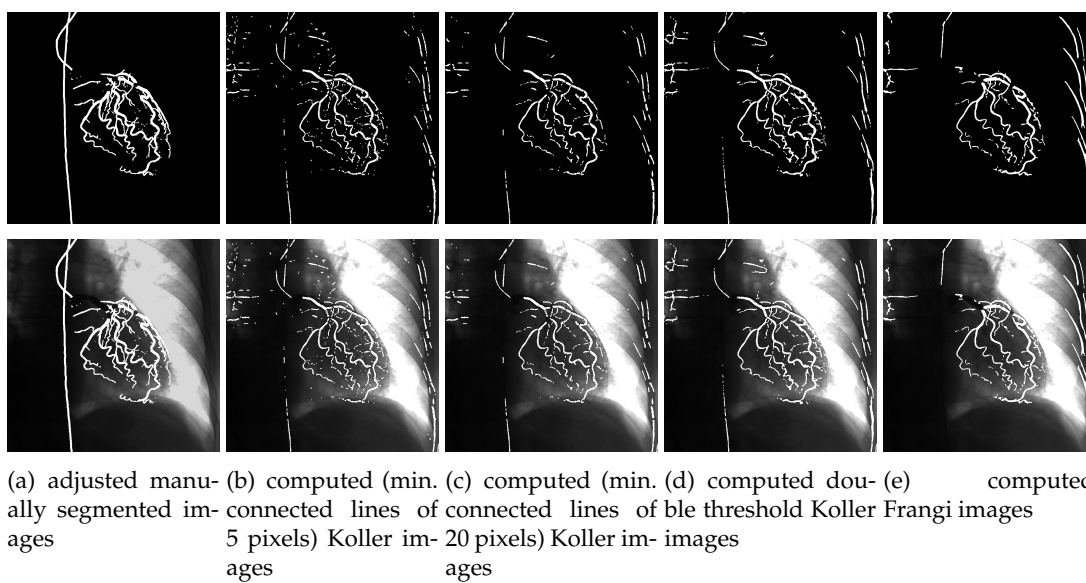 (a) adjusted manu-
ally segmented im-
ages
(b) computed (min.
connected lines of
5 pixels) Koller im-
ages
(c) computed (min.
connected lines of
20 pixels) Koller im-
ages
(d) computed dou-
ble threshold Koller
images
(e) computed
Frangi images